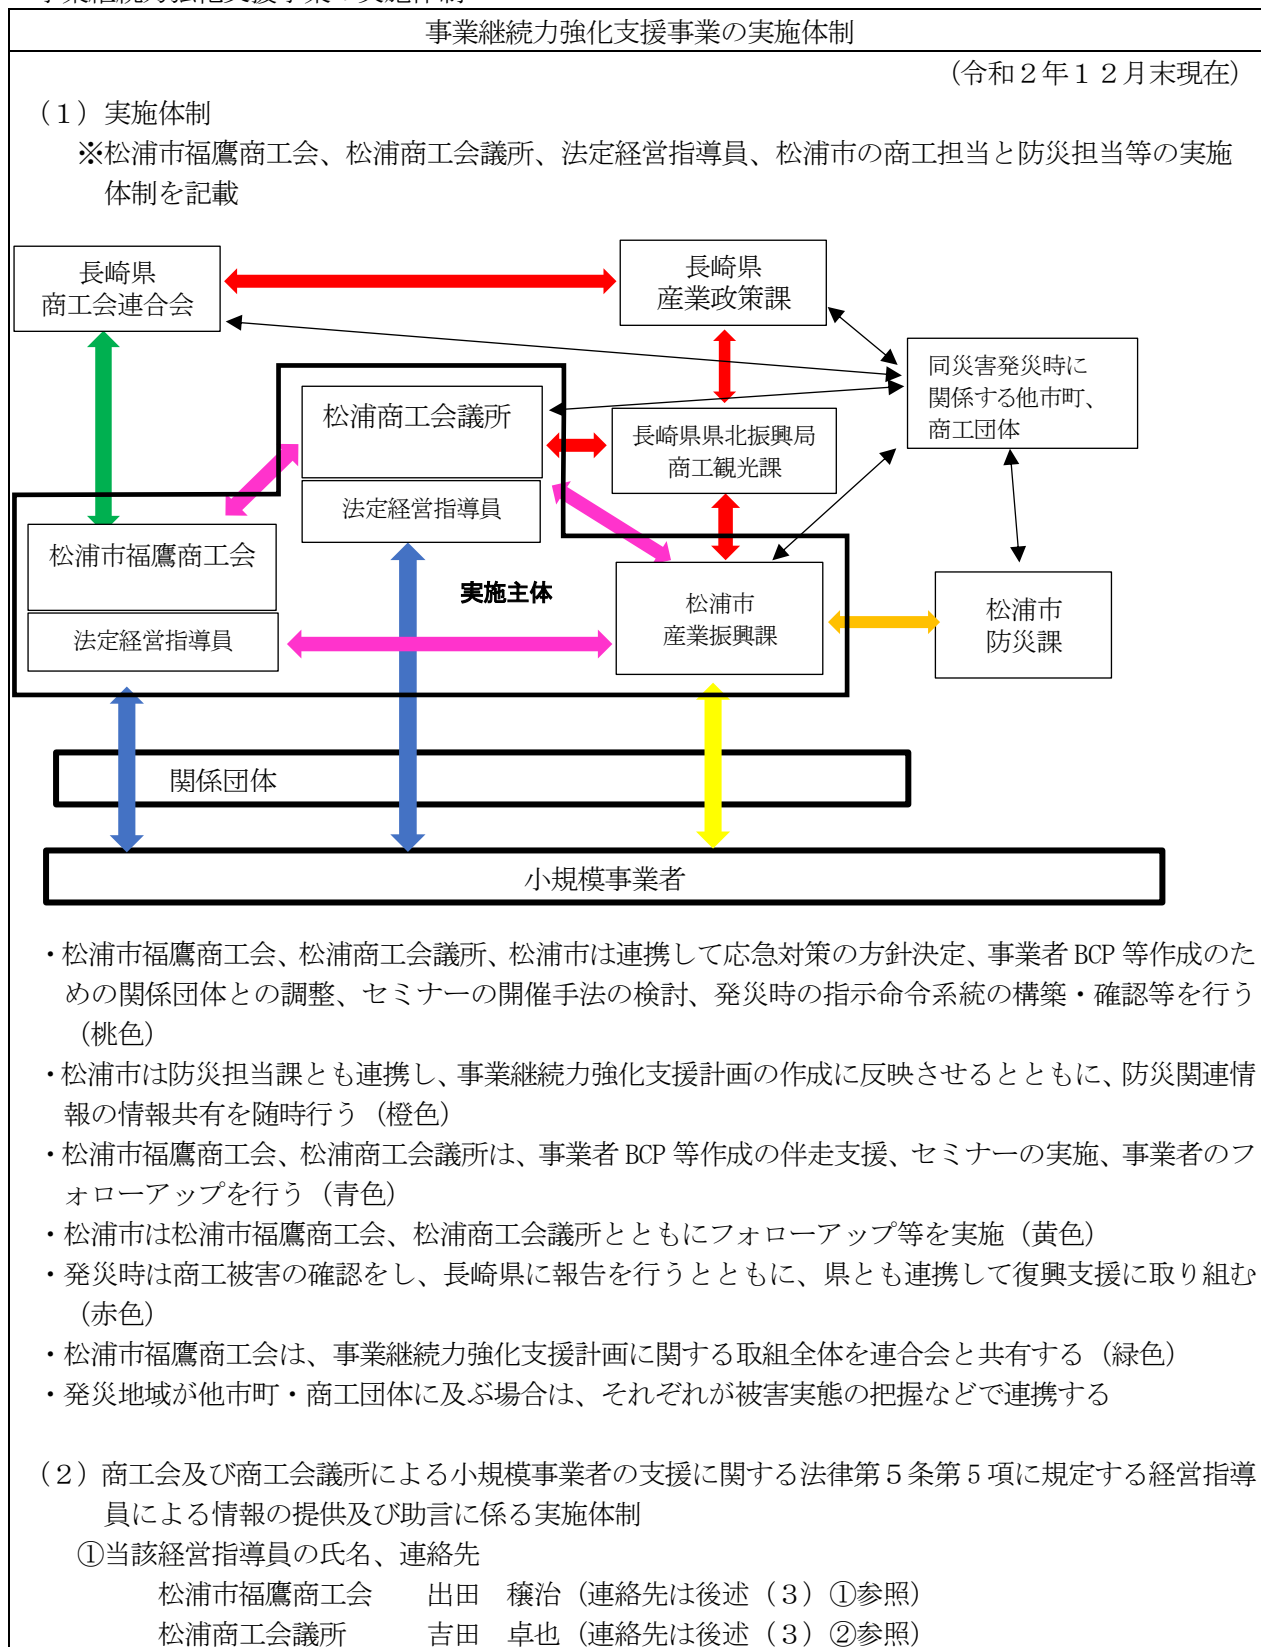 事業継続力強化支援事業の実施体制
(令和2年12月末現在)
(1)実施体制
※松浦市福鷹商工会、松浦商工会議所、法定経営指導員、松浦市の商工担当と防災担当等の実施
体制を記載
長崎県
商工会連合会
長崎県
産業政策課
同災害発災時に
関係する他市町、
商工団体
松浦商工会議所
長崎県県北振興局
商工観光課
法定経営指導員
松浦市福鷹商工会
実施主体
松浦市
産業振興課
松浦市
防災課
法定経営指導員
関係団体
小規模事業者
・松浦市福鷹商工会、松浦商工会議所、松浦市は連携して応急対策の方針決定、事業者BCP等作成のた
めの関係団体との調整、セミナーの開催手法の検討、発災時の指示命令系統の構築・確認等を行う
(桃色)
・松浦市は防災担当課とも連携し、事業継続力強化支援計画の作成に反映させるとともに、防災関連情
報の情報共有を随時行う(橙色)
・松浦市福鷹商工会、松浦商工会議所は、事業者BCP等作成の伴走支援、セミナーの実施、事業者のフ
ォローアップを行う(青色)
・松浦市は松浦市福鷹商工会、松浦商工会議所とともにフォローアップ等を実施(黄色)
・発災時は商工被害の確認をし、長崎県に報告を行うとともに、県とも連携して復興支援に取り組む
(赤色)
・松浦市福鷹商工会は、事業継続力強化支援計画に関する取組全体を連合会と共有する(緑色)
・発災地域が他市町・商工団体に及ぶ場合は、それぞれが被害実態の把握などで連携する
(2)商工会及び商工会議所による小規模事業者の支援に関する法律第5条第5項に規定する経営指導
員による情報の提供及び助言に係る実施体制
①当該経営指導員の氏名、連絡先
松浦市福鷹商工会 出田 穣治(連絡先は後述(3)①参照)
松浦商工会議所 吉田 卓也(連絡先は後述(3)②参照)